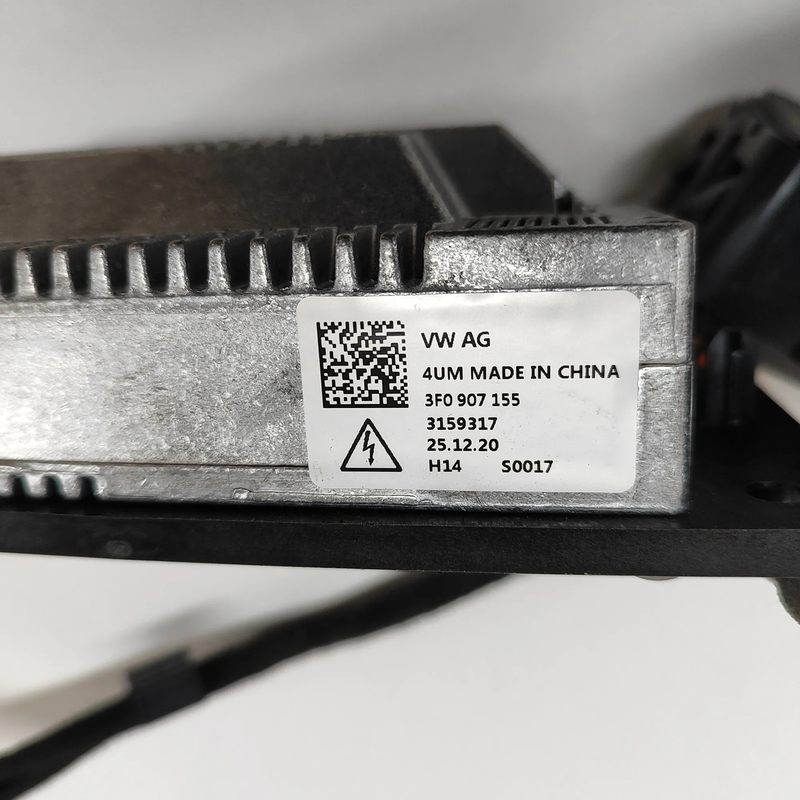 VW AG
4UM MADE IN CHINA
3F0 907 155
3159317
25.12.20
H14 S0017